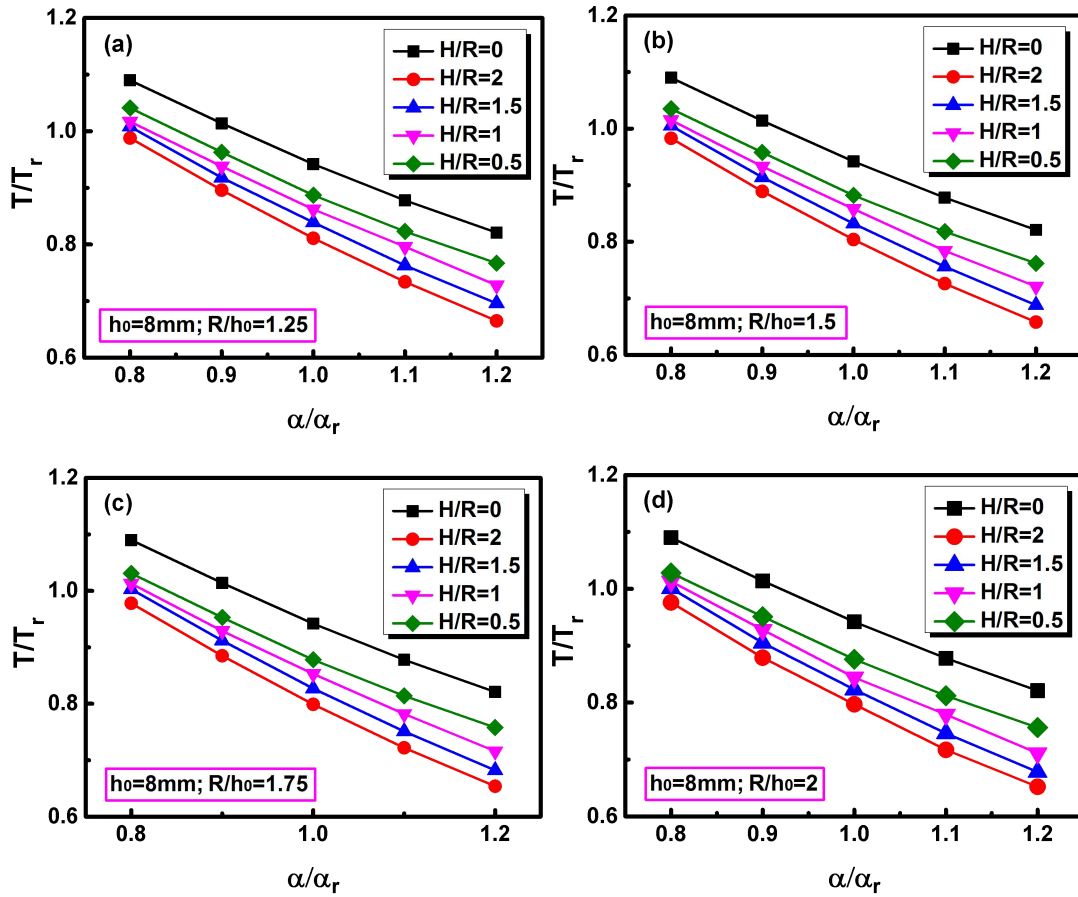 (a)
H/R=0
H/R=2
H/R=1.5
H/R=1
H/R=0.5
h₀=8mm; R/h₀=1.25
T/Tᵣ
1.2
1.0
0.8
0.6
0.8 0.9 1.0 1.1 1.2
α/αᵣ
(b)
H/R=0
H/R=2
H/R=1.5
H/R=1
H/R=0.5
h₀=8mm; R/h₀=1.5
T/Tᵣ
1.2
1.0
0.8
0.6
0.8 0.9 1.0 1.1 1.2
α/αᵣ
(c)
H/R=0
H/R=2
H/R=1.5
H/R=1
H/R=0.5
h₀=8mm; R/h₀=1.75
T/Tᵣ
1.2
1.0
0.8
0.6
0.8 0.9 1.0 1.1 1.2
α/αᵣ
(d)
H/R=0
H/R=2
H/R=1.5
H/R=1
H/R=0.5
h₀=8mm; R/h₀=2
T/Tᵣ
1.2
1.0
0.8
0.6
0.8 0.9 1.0 1.1 1.2
α/αᵣ